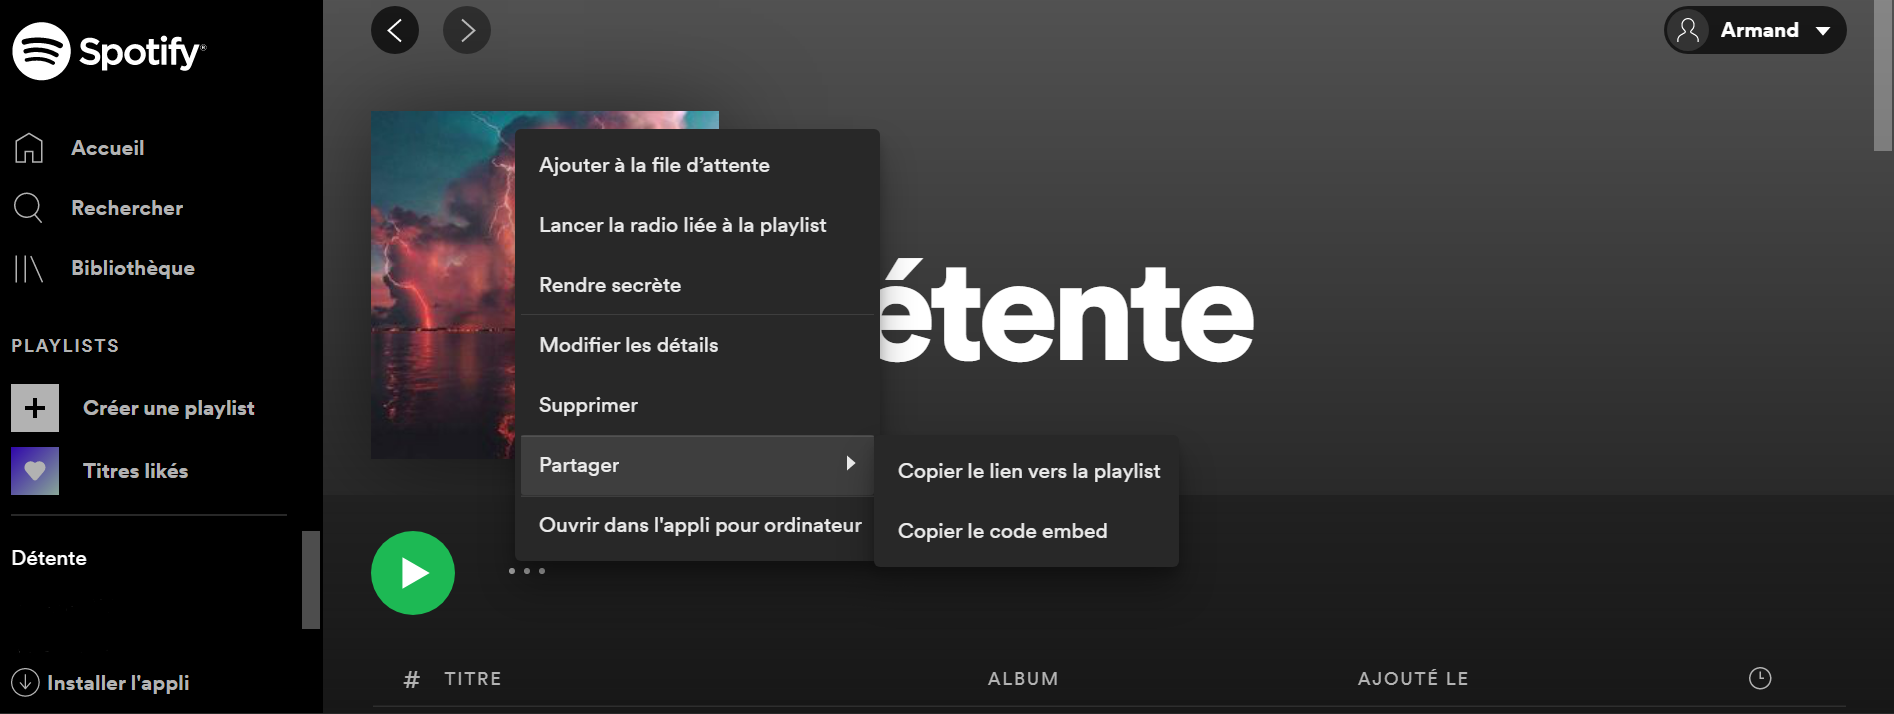 Spotify®
Accueil
Rechercher
Bibliothèque
PLAYLISTS
Créer une playlist
Titres likés
Détente
Installer l'appli
Armand
étente
Ajouter à la file d’attente
Lancer la radio liée à la playlist
Rendre secrète
Modifier les détails
Supprimer
Partager
Ouvrir dans l'appli pour ordinateur
Copier le lien vers la playlist
Copier le code embed
# TITRE ALBUM AJOUTÉ LE